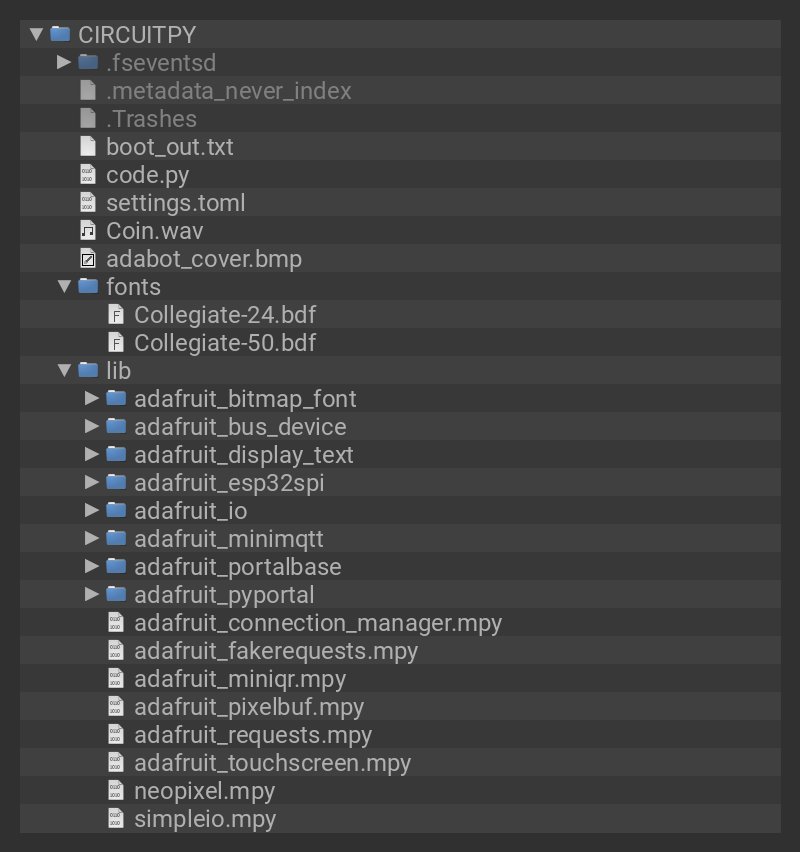 CIRCUITPY
.fseventsd
.metadata_never_index
.Trashes
boot_out.txt
code.py
settings.toml
Coin.wav
adabot_cover.bmp
fonts
Collegiate-24.bdf
Collegiate-50.bdf
lib
adafruit_bitmap_font
adafruit_bus_device
adafruit_display_text
adafruit_esp32spi
adafruit_io
adafruit_minimqtt
adafruit_portalbase
adafruit_pyportal
adafruit_connection_manager.mpy
adafruit_fakerequests.mpy
adafruit_miniqr.mpy
adafruit_pixelbuf.mpy
adafruit_requests.mpy
adafruit_touchscreen.mpy
neopixel.mpy
simpleio.mpy